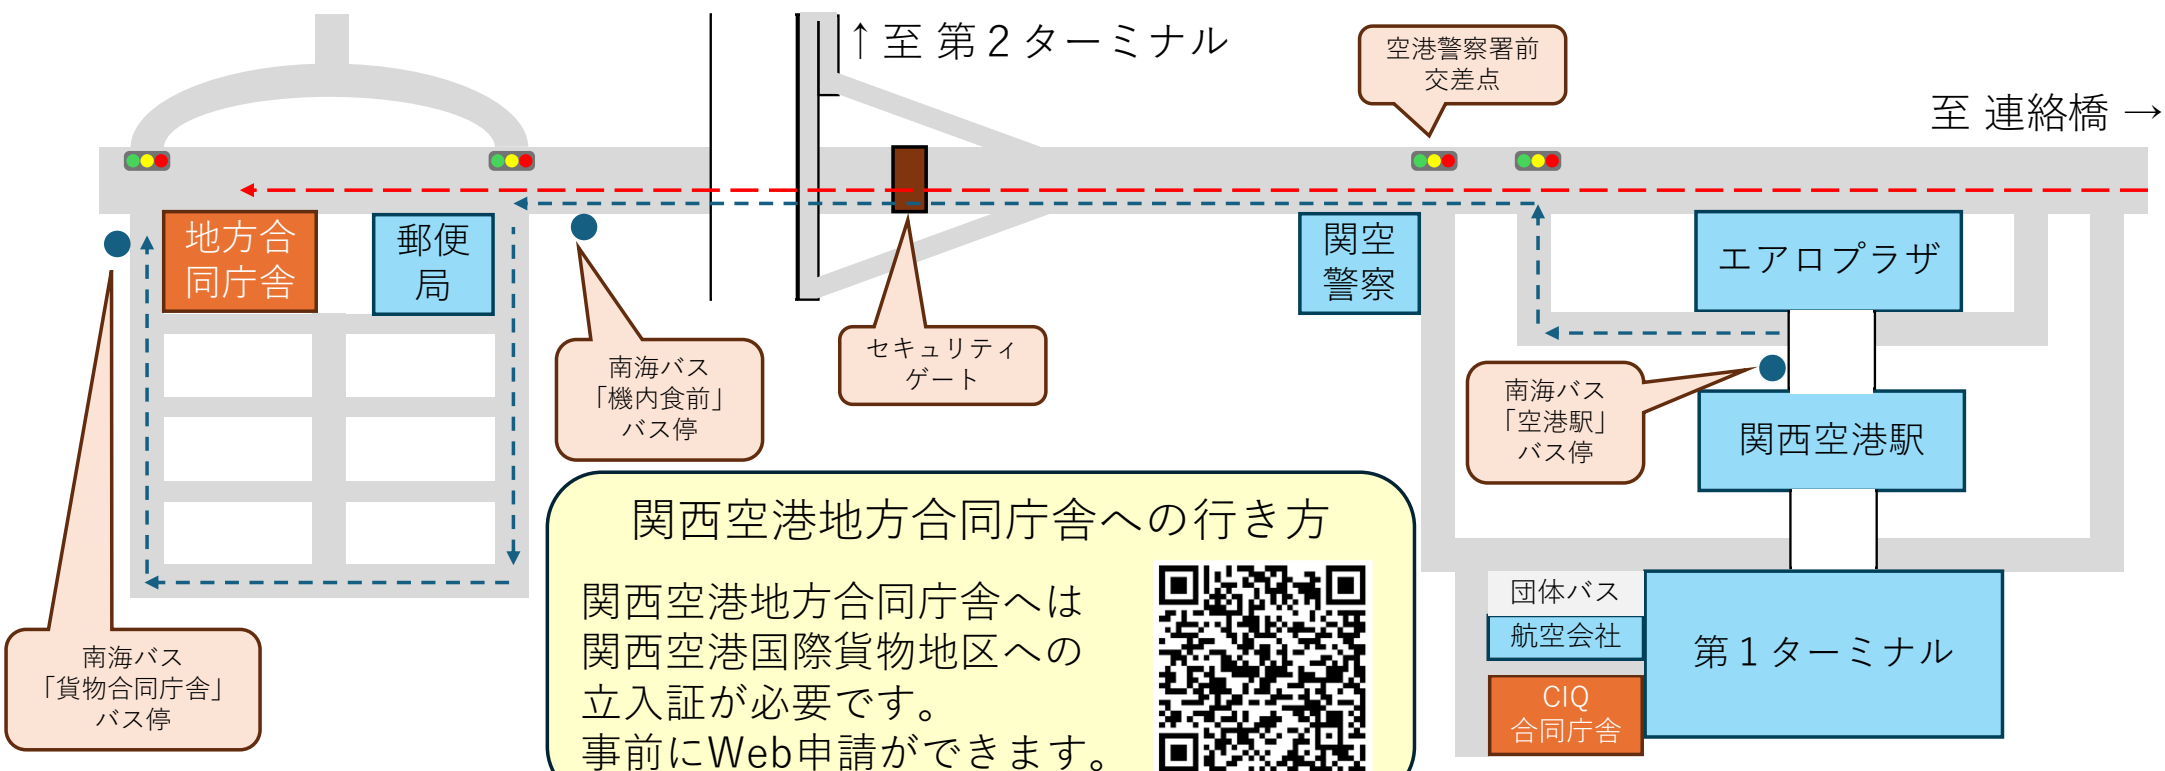 ↑至 第２ターミナル
空港警察署前
交差点
至 連絡橋→
地方合
同庁舎
郵便
局
関空
警察
エアロプラザ
南海バス
「機内食前」
バス停
セキュリティ
ゲート
南海バス
「空港駅」
バス停
関西空港駅
関西空港地方合同庁舎への行き方
関西空港地方合同庁舎へは
関西空港国際貨物地区への
立入証が必要です。
事前にWeb申請ができます。
団体バス
航空会社
第１ターミナル
CIQ
合同庁舎
南海バス
「貨物合同庁舎」
バス停